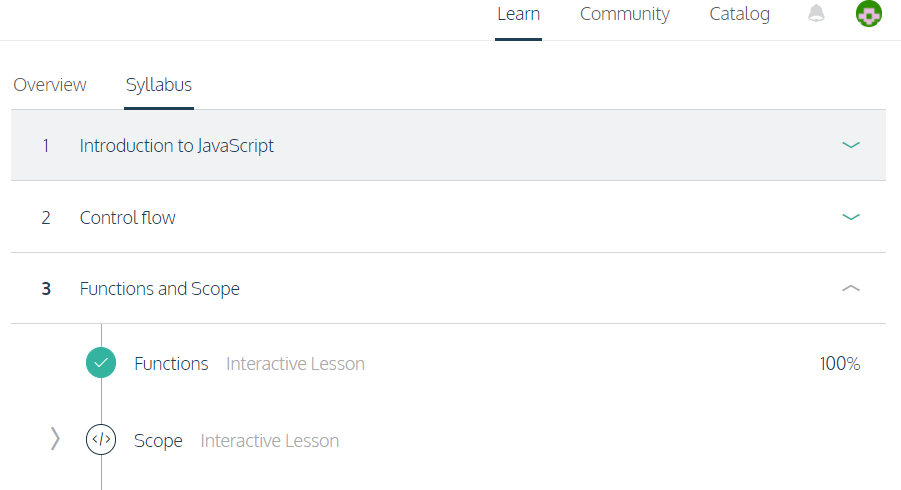 Learn Community Catalog
Overview Syllabus
1 Introduction to JavaScript
2 Control flow
3 Functions and Scope
Functions Interactive Lesson 100%
</> Scope Interactive Lesson